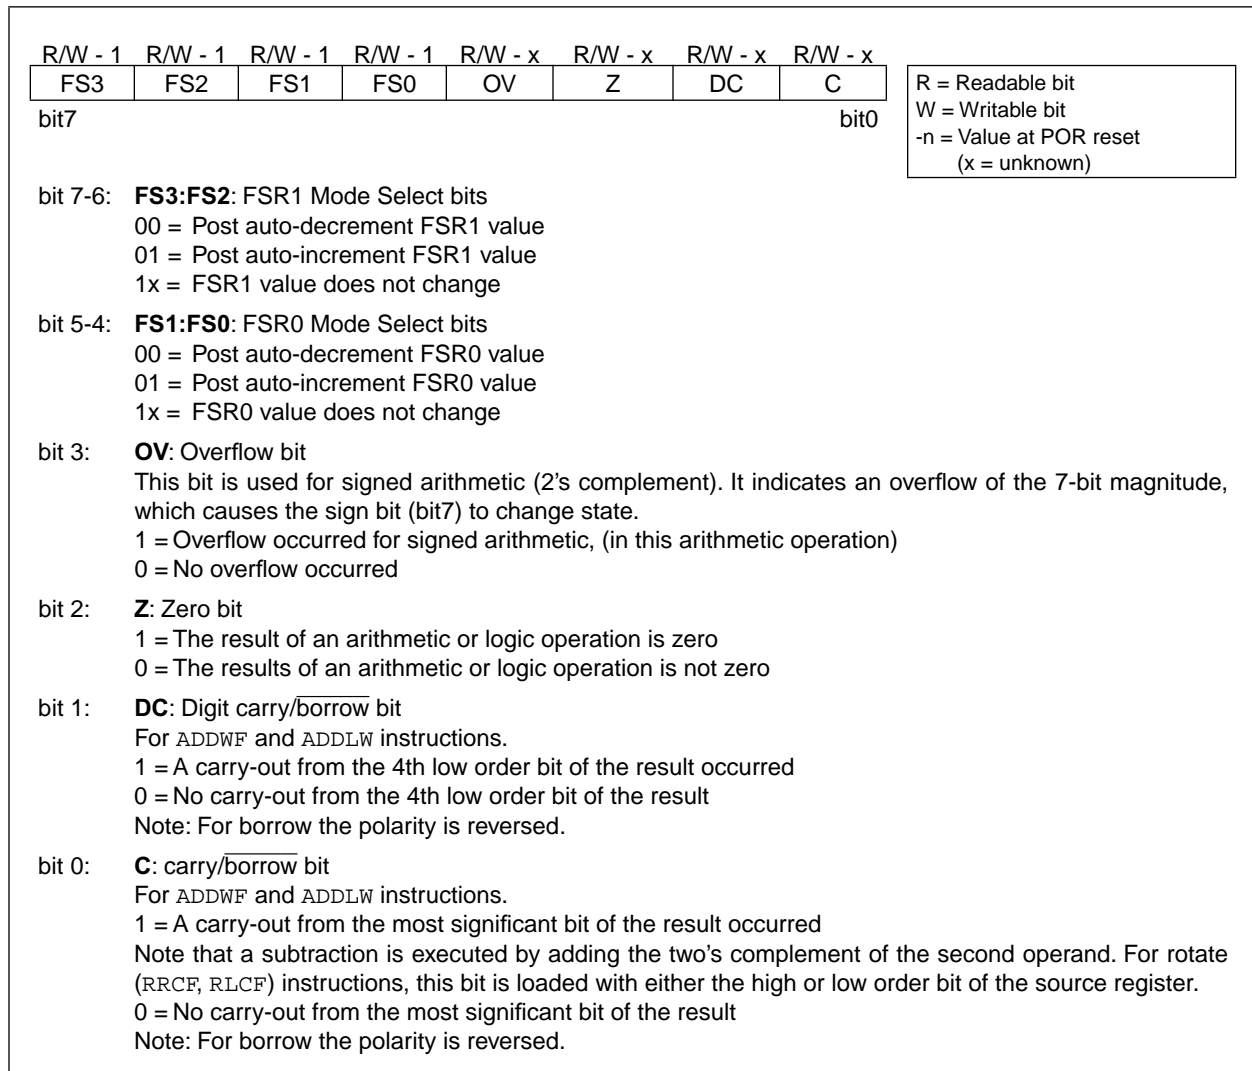 R/W - 1 R/W - 1 R/W - 1 R/W - 1 R/W - x R/W - x R/W - x R/W - x
FS3 FS2 FS1 FS0 OV Z DC C
bit7 bit0
R = Readable bit
W = Writable bit
-n = Value at POR reset
(x = unknown)
bit 7-6: FS3:FS2: FSR1 Mode Select bits
00 = Post auto-decrement FSR1 value
01 = Post auto-increment FSR1 value
1x = FSR1 value does not change
bit 5-4: FS1:FS0: FSR0 Mode Select bits
00 = Post auto-decrement FSR0 value
01 = Post auto-increment FSR0 value
1x = FSR0 value does not change
bit 3: OV: Overflow bit
This bit is used for signed arithmetic (2's complement). It indicates an overflow of the 7-bit magnitude,
which causes the sign bit (bit7) to change state.
1 = Overflow occurred for signed arithmetic, (in this arithmetic operation)
0 = No overflow occurred
bit 2: Z: Zero bit
1 = The result of an arithmetic or logic operation is zero
0 = The results of an arithmetic or logic operation is not zero
bit 1: DC: Digit carry/borrow bit
For ADDWF and ADDLW instructions.
1 = A carry-out from the 4th low order bit of the result occurred
0 = No carry-out from the 4th low order bit of the result
Note: For borrow the polarity is reversed.
bit 0: C: carry/borrow bit
For ADDWF and ADDLW instructions.
1 = A carry-out from the most significant bit of the result occurred
Note that a subtraction is executed by adding the two's complement of the second operand. For rotate
(RRCF, RLCF) instructions, this bit is loaded with either the high or low order bit of the source register.
0 = No carry-out from the most significant bit of the result
Note: For borrow the polarity is reversed.